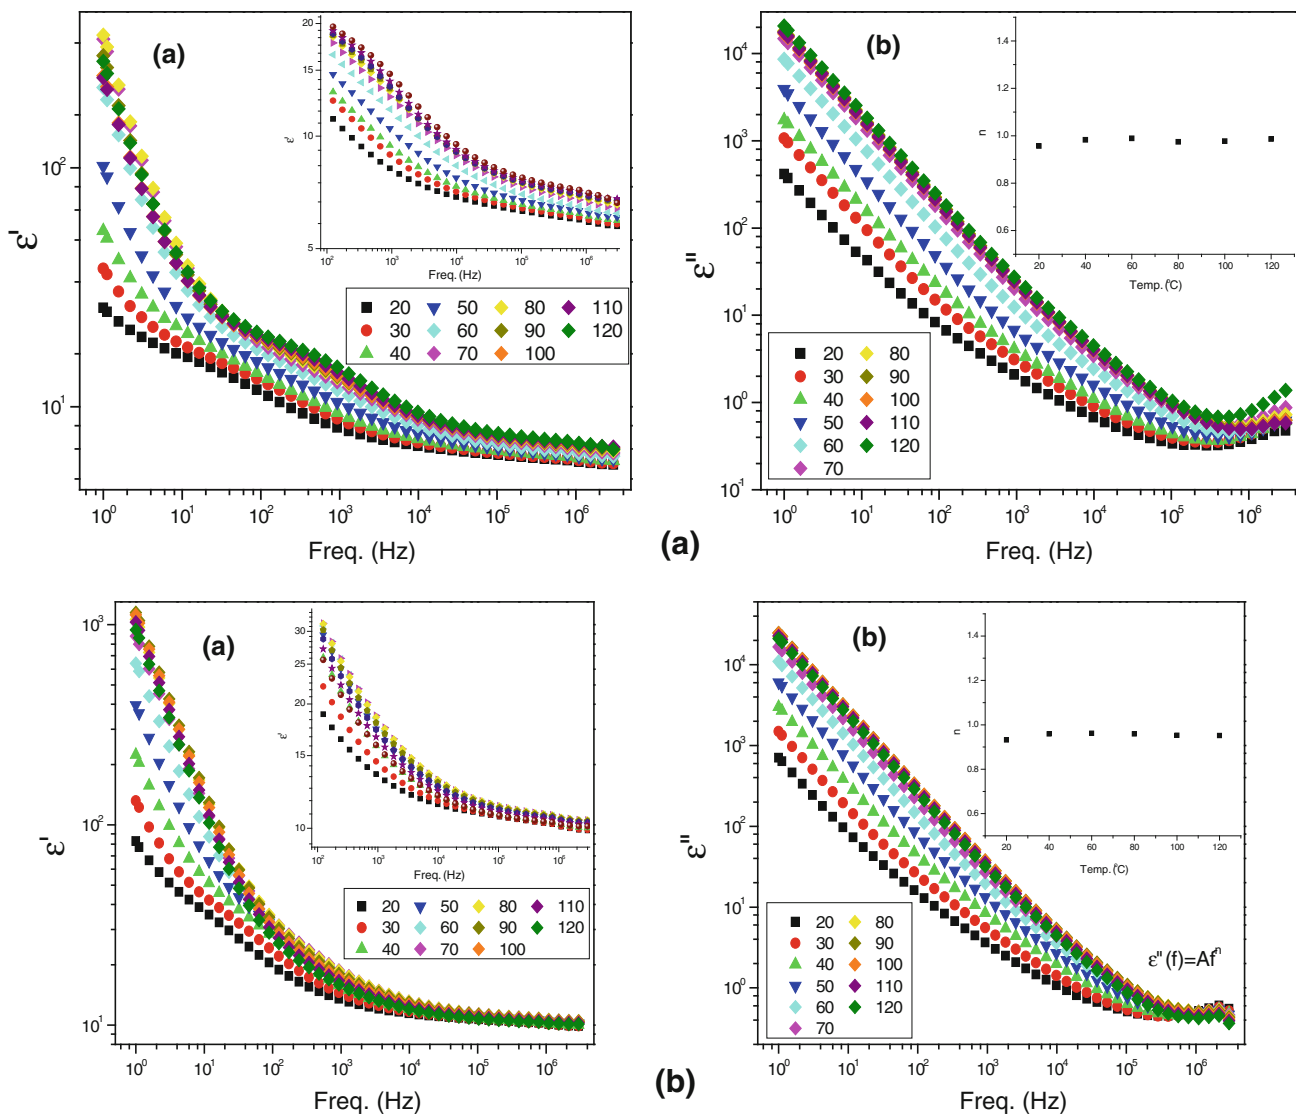 (a)
ε'
10²
10¹
10⁰ 10¹ 10² 10³ 10⁴ 10⁵ 10⁶
Freq. (Hz)
20
15
10
5
ε'
10² 10³ 10⁴ 10⁵ 10⁶
Freq. (Hz)
20 50 80 110
30 60 90 120
40 70 100
(b)
ε''
10⁴
10³
10²
10¹
10⁰
10⁻¹
10⁰ 10¹ 10² 10³ 10⁴ 10⁵ 10⁶
Freq. (Hz)
1.4
1.2
1.0
0.8
0.6
n
20 40 60 80 100 120
Temp. (°C)
20 80
30 90
40 100
50 110
60 120
70
(a)
(a)
ε'
10³
10²
10¹
10⁰ 10¹ 10² 10³ 10⁴ 10⁵ 10⁶
Freq. (Hz)
30
25
20
15
10
ε'
10² 10³ 10⁴ 10⁵ 10⁶
Freq. (Hz)
20 50 80 110
30 60 90 120
40 70 100
(b)
ε''
10⁴
10³
10²
10¹
10⁰
10⁰ 10¹ 10² 10³ 10⁴ 10⁵ 10⁶
Freq. (Hz)
1.4
1.2
1.0
0.8
0.6
n
20 40 60 80 100 120
Temp. (°C)
20 80
30 90
40 100
50 110
60 120
70
ε''(f)=Afⁿ
(b)